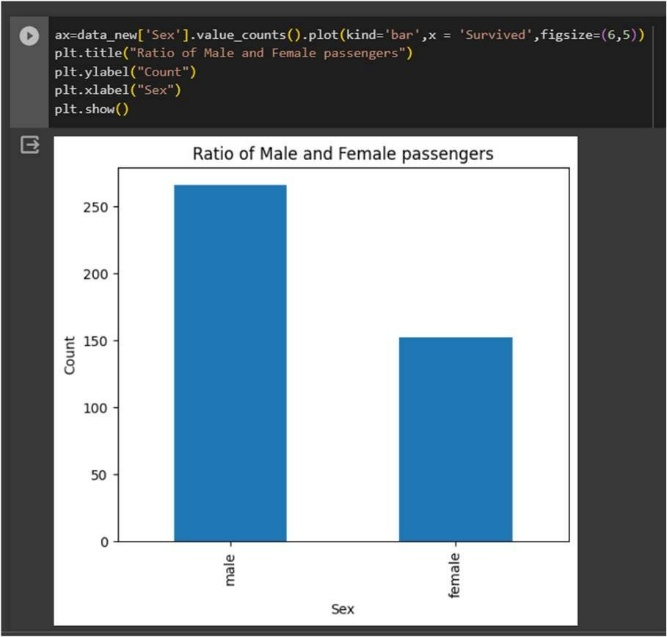 ax=data_new['Sex'].value_counts().plot(kind='bar',x = 'Survived',figsize=(6,5))
plt.title("Ratio of Male and Female passengers")
plt.ylabel("Count")
plt.xlabel("Sex")
plt.show()
Ratio of Male and Female passengers
250
200
150
100
50
0
Count
male
female
Sex